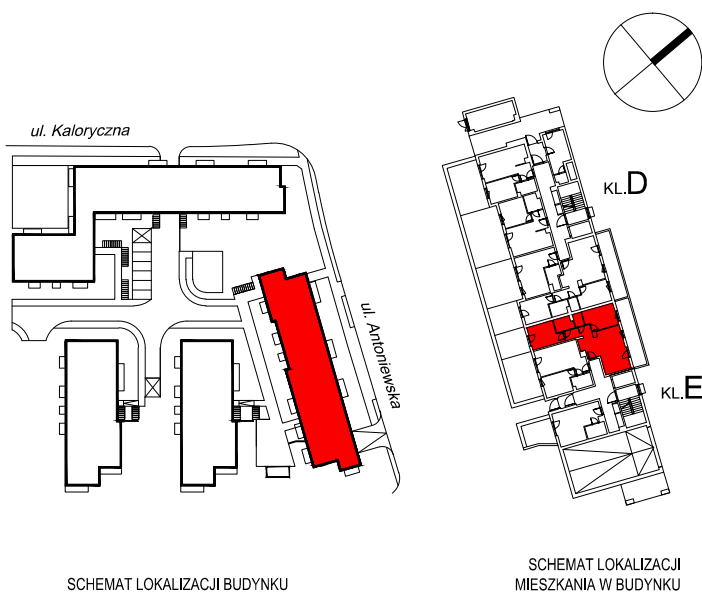 ul. Kaloryczna
KL.D
ul. Antoniewska
KL.E
SCHEMAT LOKALIZACJI BUDYNKU
SCHEMAT LOKALIZACJI
MIESZKANIA W BUDYNKU